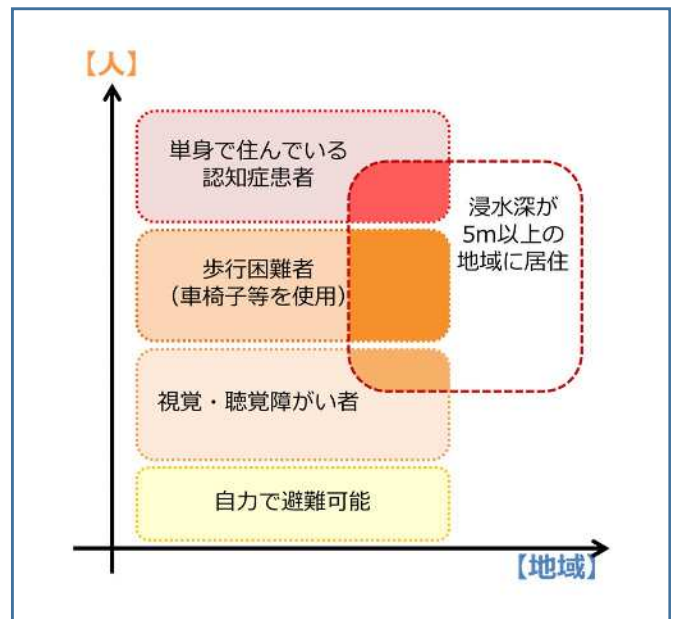 【人】
単身で住んでいる
認知症患者
浸水深が
5m以上の
地域に居住
歩行困難者
（車椅子等を使用）
視覚・聴覚障がい者
自力で避難可能
【地域】